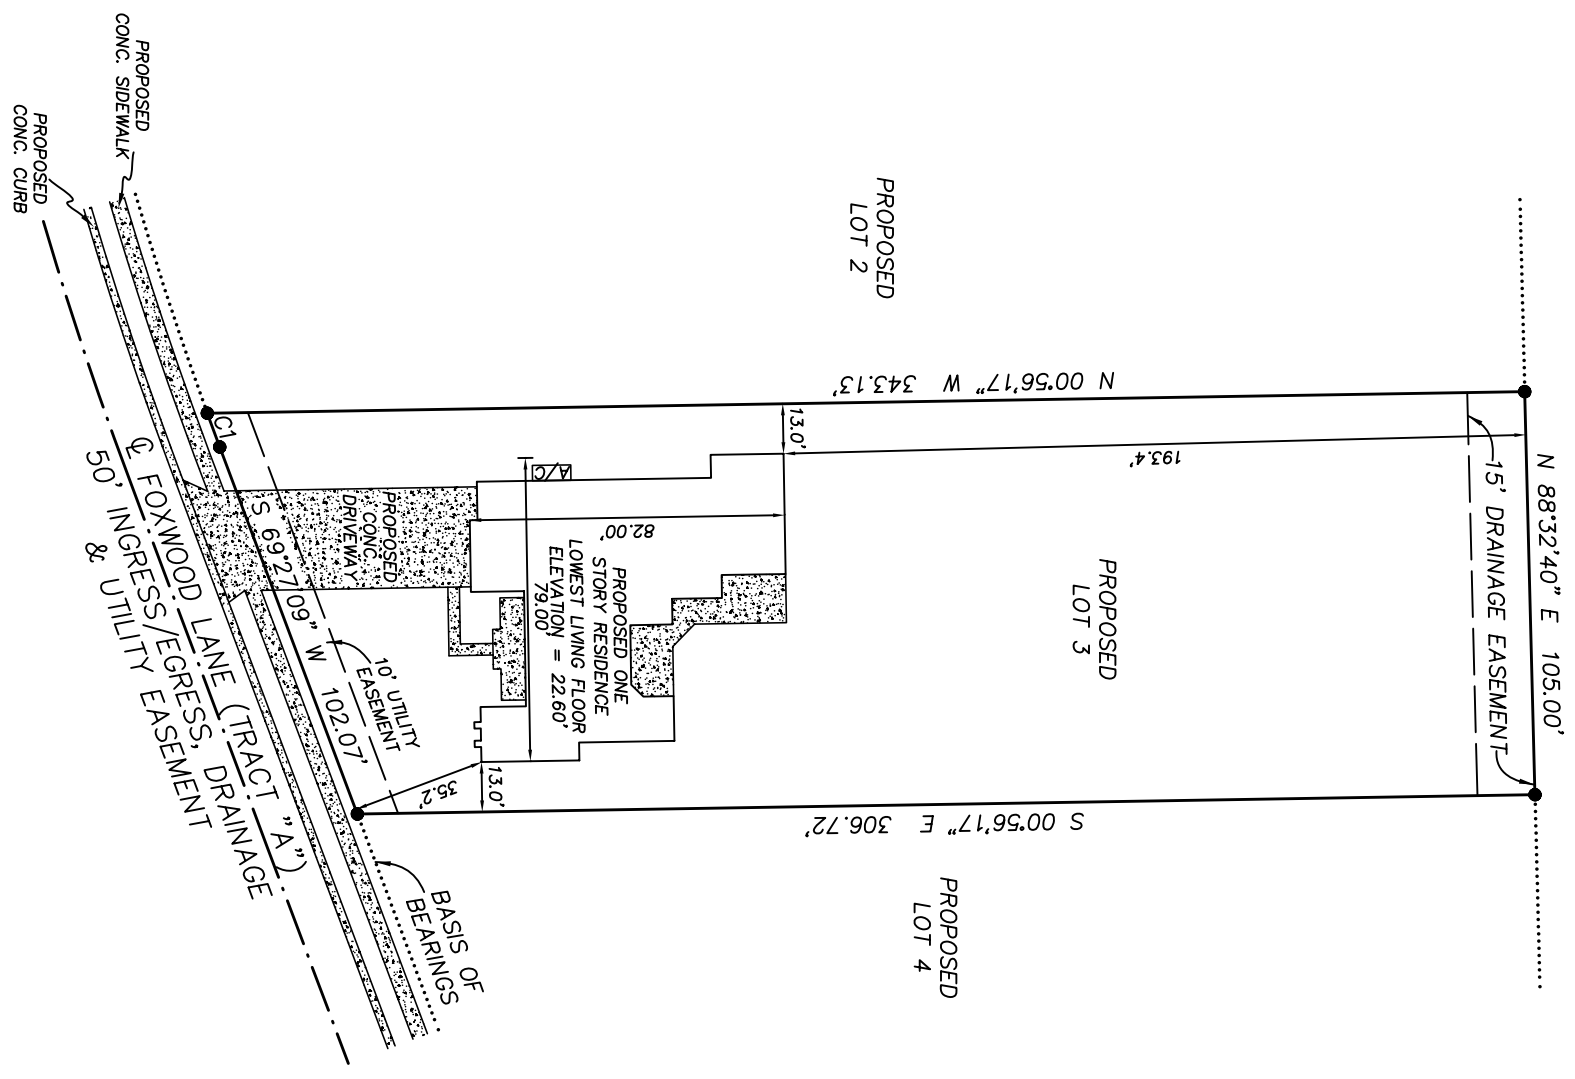 PROPOSED
CONC. SIDEWALK
PROPOSED
CONC. CURB
PROPOSED
LOT 2
N 00°56'17" W 343.13'
N 88°32'40" E 105.00'
15' DRAINAGE EASEMENT
193.4'
13.0'
C1
A/C
82.00'
PROPOSED
CONC.
DRIVEWAY
PROPOSED ONE
STORY RESIDENCE
LOWEST LIVING FLOOR
ELEVATION = 22.60'
79.00'
PROPOSED
LOT 3
S 69°27'09" W 102.07'
10' UTILITY
EASEMENT
35.2'
13.0'
S 00°56'17" E 306.72'
℄ FOXWOOD LANE (TRACT "A")
50' INGRESS/EGRESS, DRAINAGE
& UTILITY EASEMENT
BASIS OF
BEARINGS
PROPOSED
LOT 4